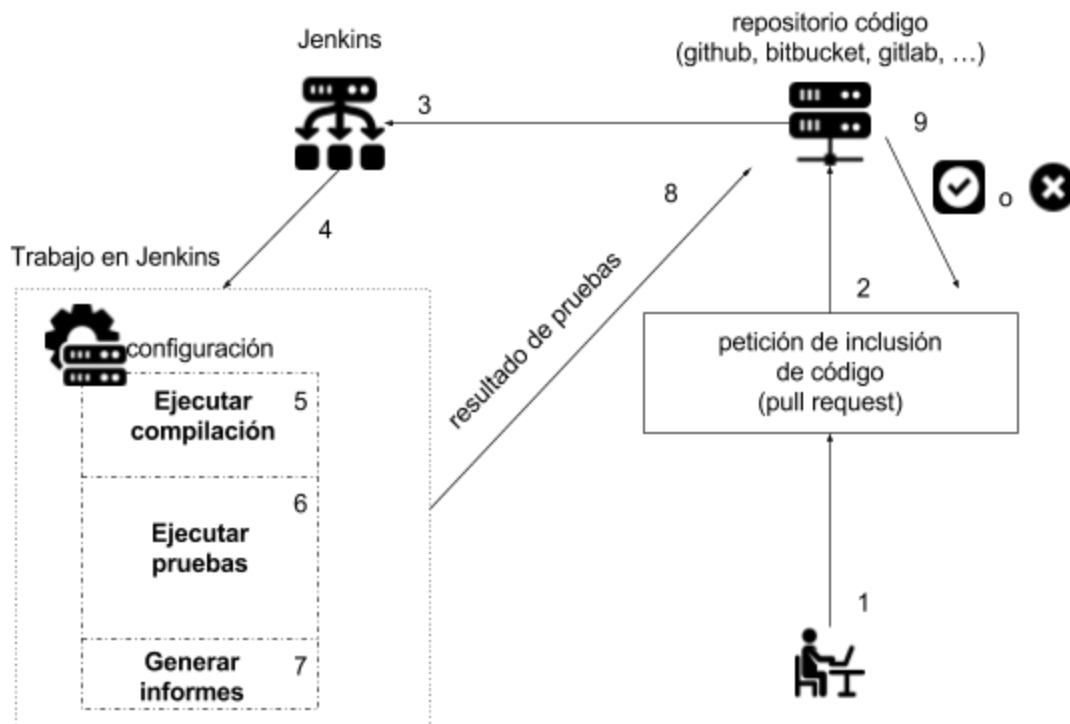 Jenkins
repositorio código
(github, bitbucket, gitlab, ...)
3
9
o
8
4
Trabajo en Jenkins
resultado de pruebas
2
configuración
petición de inclusión
de código
(pull request)
Ejecutar
compilación
5
6
Ejecutar
pruebas
1
Generar
informes
7